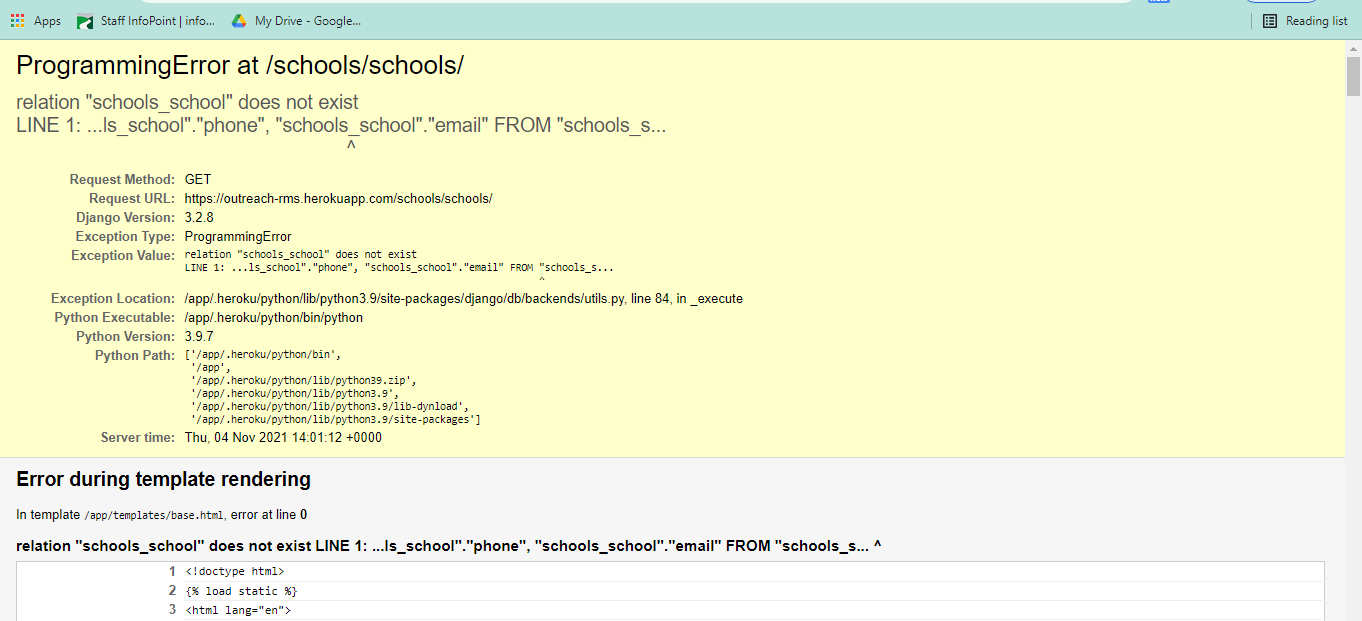 Apps Staff InfoPoint | info... My Drive - Google... Reading list
ProgrammingError at /schools/schools/
relation "schools_school" does not exist
LINE 1: ...ls_school"."phone", "schools_school"."email" FROM "schools_s...
^
Request Method: GET
Request URL: https://outreach-rms.herokuapp.com/schools/schools/
Django Version: 3.2.8
Exception Type: ProgrammingError
Exception Value: relation "schools_school" does not exist
LINE 1: ...ls_school"."phone", "schools_school"."email" FROM "schools_s...
^
Exception Location: /app/.heroku/python/lib/python3.9/site-packages/django/db/backends/utils.py, line 84, in _execute
Python Executable: /app/.heroku/python/bin/python
Python Version: 3.9.7
Python Path: ['/app/.heroku/python/bin',
'/app',
'/app/.heroku/python/lib/python39.zip',
'/app/.heroku/python/lib/python3.9',
'/app/.heroku/python/lib/python3.9/lib-dynload',
'/app/.heroku/python/lib/python3.9/site-packages']
Server time: Thu, 04 Nov 2021 14:01:12 +0000
Error during template rendering
In template /app/templates/base.html, error at line 0
relation "schools_school" does not exist LINE 1: ...ls_school"."phone", "schools_school"."email" FROM "schools_s... ^
1 <!doctype html>
2 {% load static %}
3 <html lang="en">